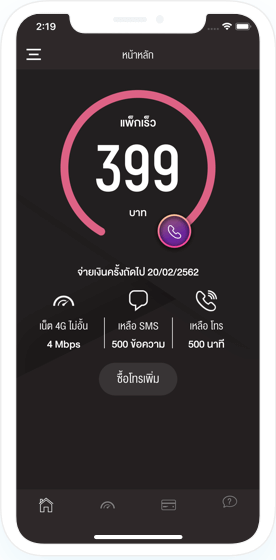 2:19
หน้าหลัก
แพ็กเร็ว
399
บาท
จ่ายเงินครั้งถัดไป 20/02/2562
เน็ต 4G ไม่อั้น
4 Mbps
เหลือ SMS
500 ข้อความ
เหลือ โทร
500 นาที
ซื้อโทรเพิ่ม
?